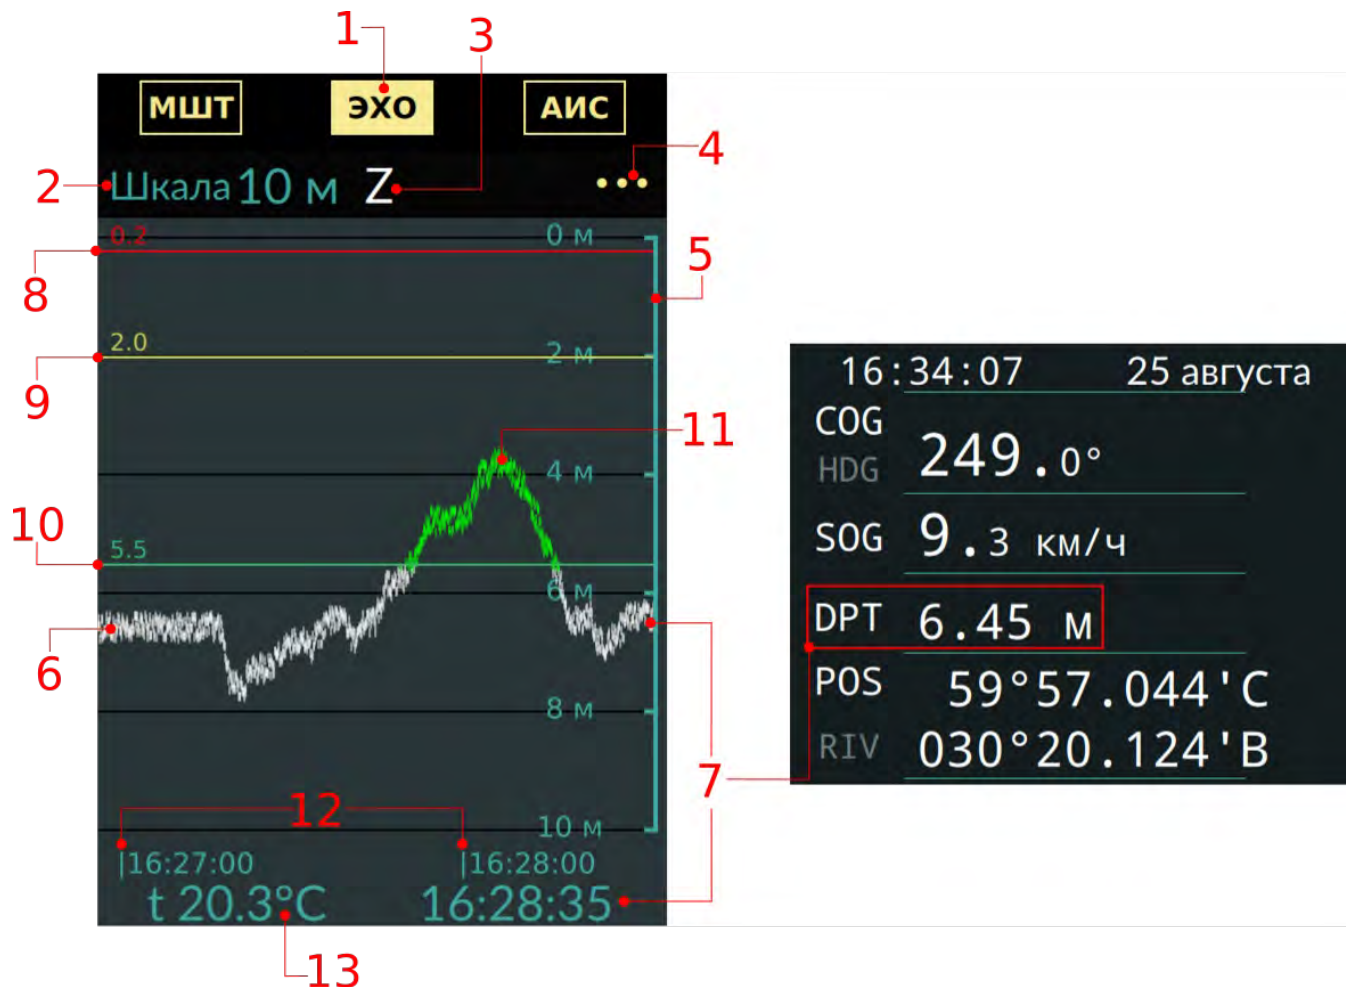 1
3
МШТ ЭХО АИС
4
2 Шкала 10 м Z •••
0.2 0 м
5
8
2.0
2 м
9
11
4 м
10
5.5
6 м
6
8 м
7
12
10 м
|16:27:00 |16:28:00
t 20.3°C 16:28:35
13
16:34:07 25 августа
COG
HDG 249.0°
SOG 9.3 км/ч
DPT 6.45 м
POS 59°57.044'С
RIV 030°20.124'В